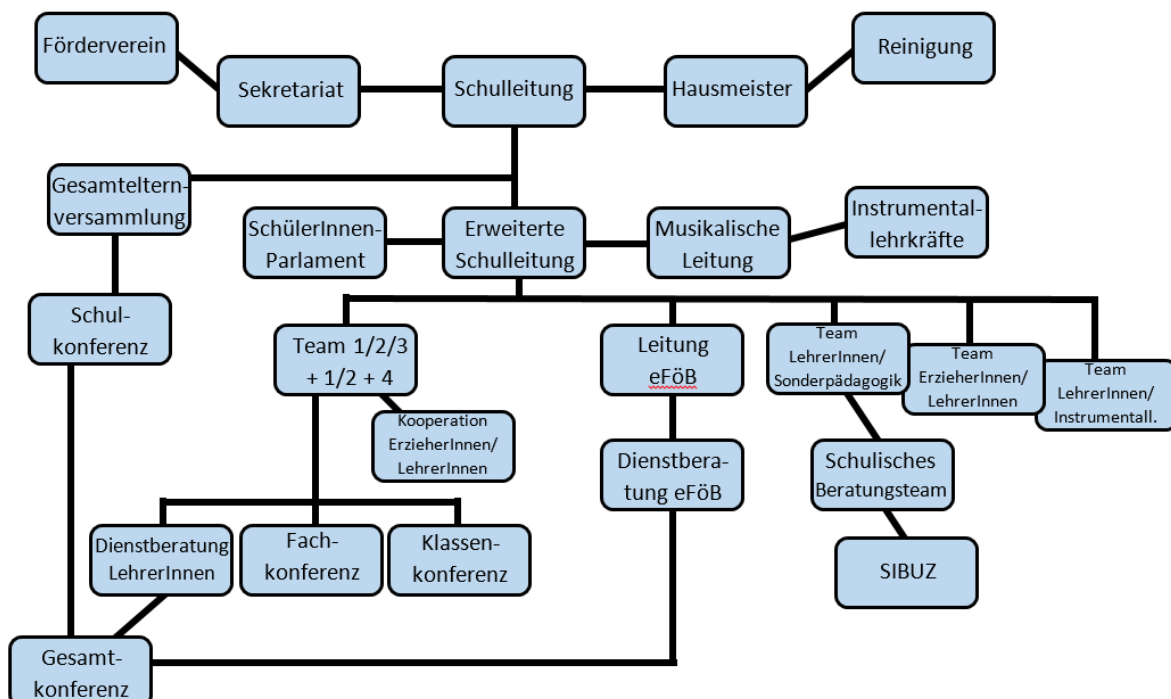 Förderverein
Sekretariat
Schulleitung
Hausmeister
Reinigung
Gesamteltern-
versammlung
SchülerInnen-
Parlament
Erweiterte
Schulleitung
Musikalische
Leitung
Instrumental-
lehrkräfte
Schul-
konferenz
Team 1/2/3
+ 1/2 + 4
Leitung
eFöB
Team
LehrerInnen/
Sonderpädagogik
Team
ErzieherInnen/
LehrerInnen
Team
LehrerInnen/
Instrumentall.
Kooperation
ErzieherInnen/
LehrerInnen
Dienstbera-
tung eFöB
Schulisches
Beratungsteam
Dienstberatung
LehrerInnen
Fach-
konferenz
Klassen-
konferenz
SIBUZ
Gesamt-
konferenz